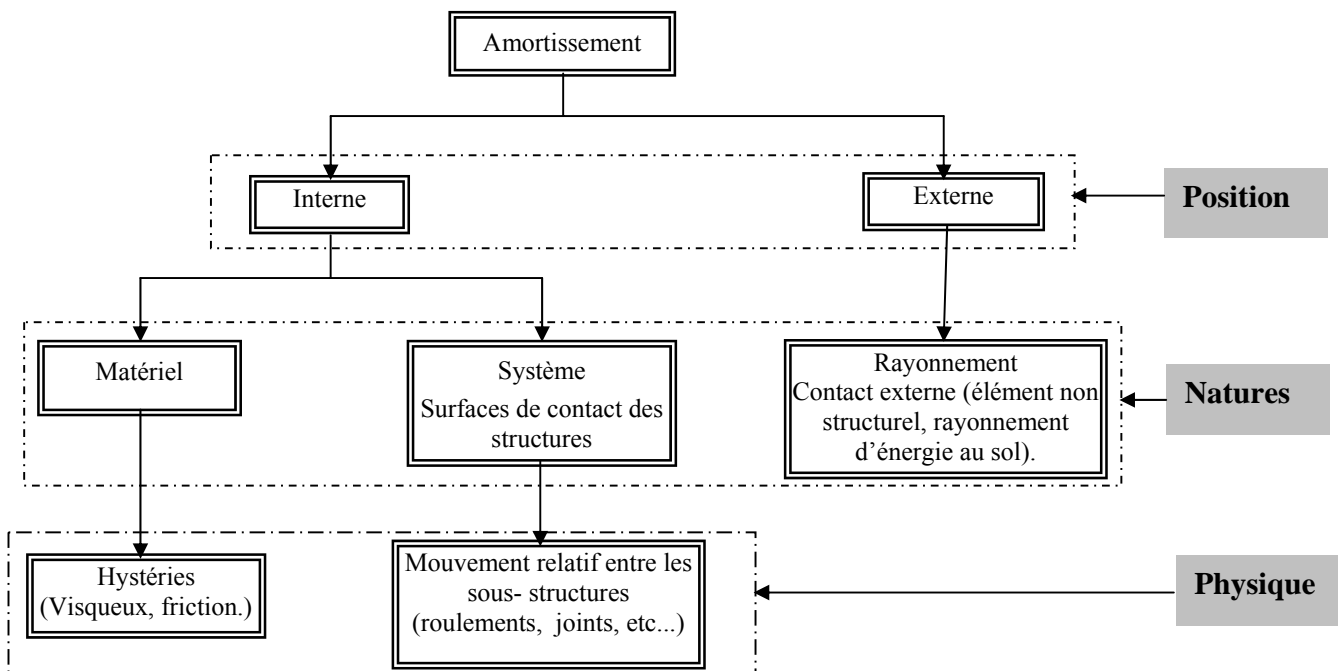 Amortissement
Interne
Externe
Position
Matériel
Système
Surfaces de contact des
structures
Rayonnement
Contact externe (élément non
structurel, rayonnement
d’énergie au sol).
Natures
Hystéries
(Visqueux, friction.)
Mouvement relatif entre les
sous- structures
(roulements, joints, etc...)
Physique